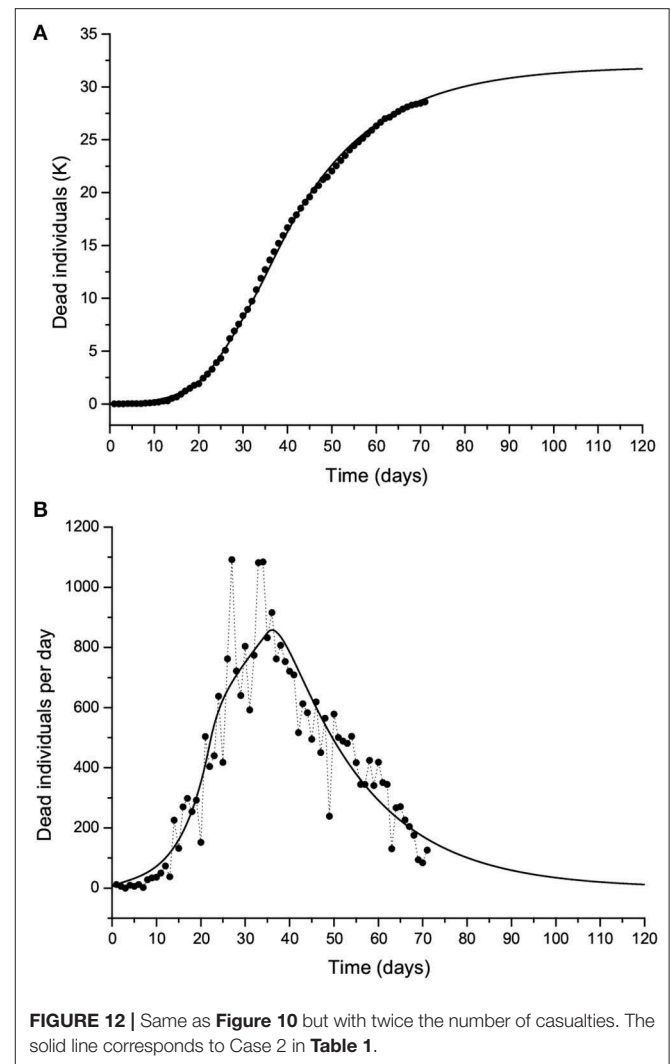 A
35
30
25
20
15
10
5
0
Dead individuals (K)
0 10 20 30 40 50 60 70 80 90 100 110 120
Time (days)
B
1200
1000
800
600
400
200
0
Dead individuals per day
0 10 20 30 40 50 60 70 80 90 100 110 120
Time (days)
FIGURE 12 | Same as Figure 10 but with twice the number of casualties. The
solid line corresponds to Case 2 in Table 1.